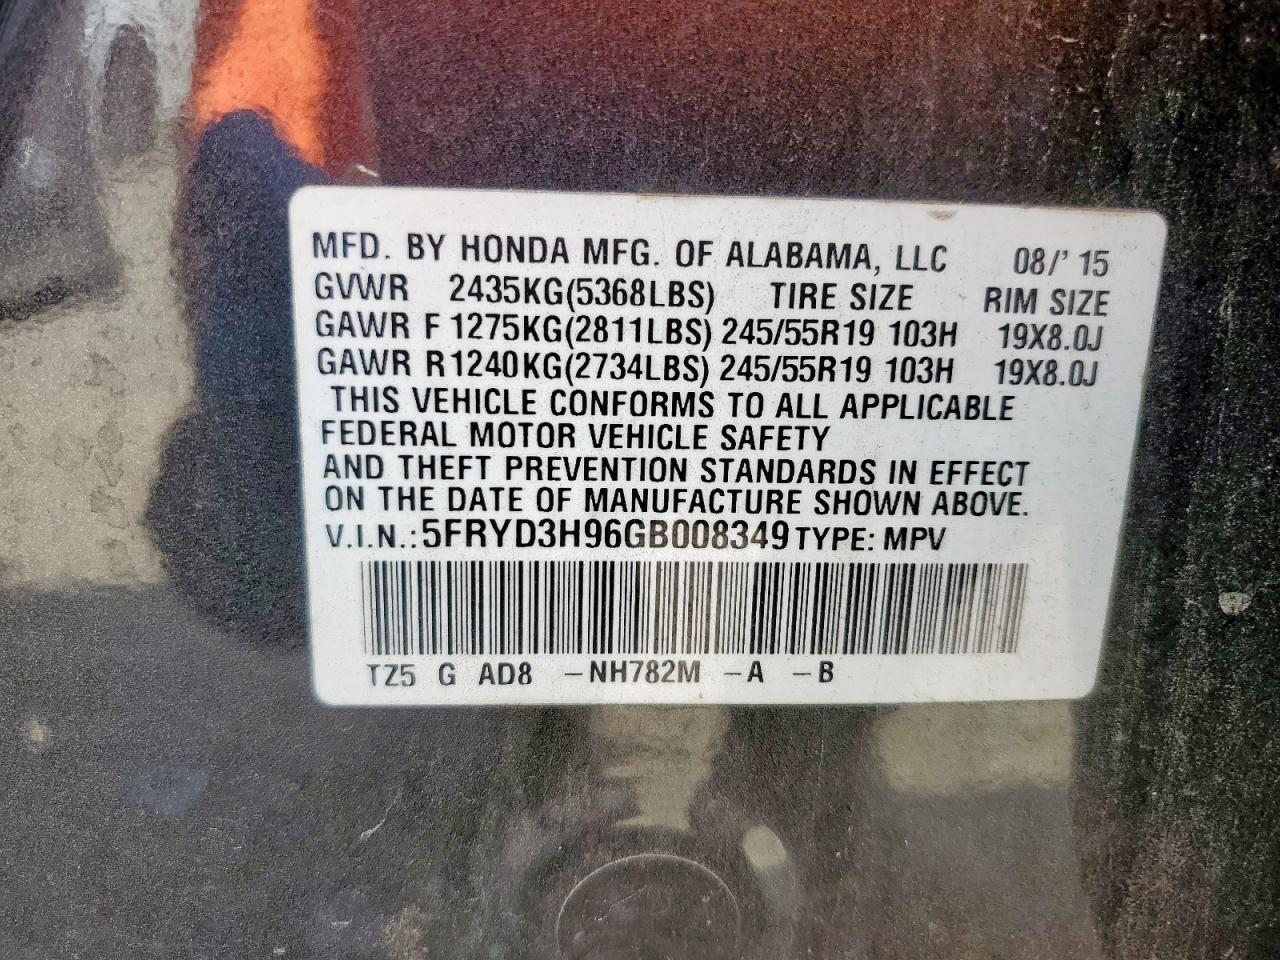 MFD. BY HONDA MFG. OF ALABAMA, LLC 08/'15
GVWR 2435KG(5368LBS) TIRE SIZE RIM SIZE
GAWR F 1275KG(2811LBS) 245/55R19 103H 19X8.0J
GAWR R1240KG(2734LBS) 245/55R19 103H 19X8.0J
THIS VEHICLE CONFORMS TO ALL APPLICABLE
FEDERAL MOTOR VEHICLE SAFETY
AND THEFT PREVENTION STANDARDS IN EFFECT
ON THE DATE OF MANUFACTURE SHOWN ABOVE.
V.I.N.: 5FRYD3H96GB008349 TYPE: MPV
TZ5 G AD8 -NH782M -A -B